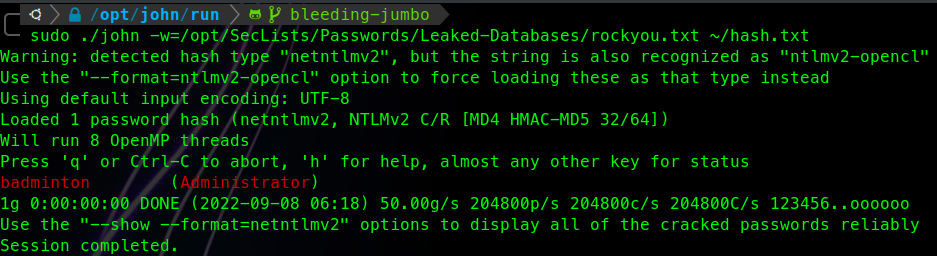 /opt/john/run bleeding-jumbo
sudo ./john -w=/opt/SecLists/Passwords/Leaked-Databases/rockyou.txt ~/hash.txt
Warning: detected hash type "netntlmv2", but the string is also recognized as "ntlmv2-opencl"
Use the "--format=ntlmv2-opencl" option to force loading these as that type instead
Using default input encoding: UTF-8
Loaded 1 password hash (netntlmv2, NTLMv2 C/R [MD4 HMAC-MD5 32/64])
Will run 8 OpenMP threads
Press 'q' or Ctrl-C to abort, 'h' for help, almost any other key for status
badminton        (Administrator)
1g 0:00:00:00 DONE (2022-09-08 06:18) 50.00g/s 204800p/s 204800c/s 204800C/s 123456..oooooo
Use the "--show --format=netntlmv2" options to display all of the cracked passwords reliably
Session completed.